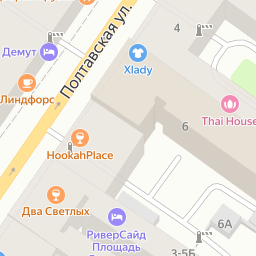 Полтавская ул.
4
Демут
Xlady
Линдфорс
Thai House
6
HookahPlace
Два Светлых
6А
РиверСайд
Площадь
3-5Б